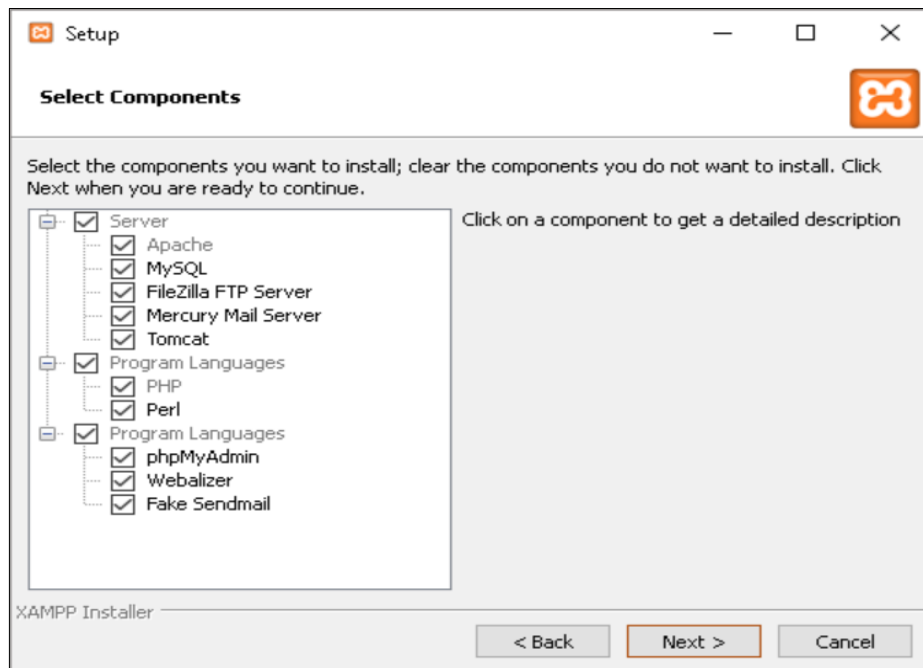 Setup
Select Components
Select the components you want to install; clear the components you do not want to install. Click
Next when you are ready to continue.
Server
Apache
MySQL
FileZilla FTP Server
Mercury Mail Server
Tomcat
Program Languages
PHP
Perl
Program Languages
phpMyAdmin
Webalizer
Fake Sendmail
Click on a component to get a detailed description
XAMPP Installer
< Back
Next >
Cancel